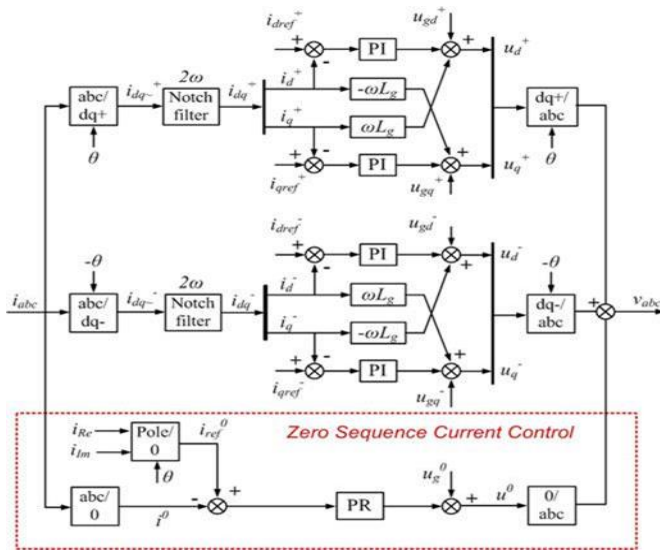 i_dref^+
u_gd^+
+
PI
+
u_d^+
-
2ω
i_d^+
-ωL_g
abc/
dq+
i_dq~^+
Notch
filter
i_dq^+
i_q^+
ωL_g
dq+/
abc
θ
θ
-
+
PI
+
u_q^+
i_qref^+
u_gq^+
i_dref^-
u_gd^-
+
PI
+
u_d^-
-θ
-
-θ
2ω
i_d^-
ωL_g
i_abc
abc/
dq-
i_dq~^-
Notch
filter
i_dq^-
i_q^-
-ωL_g
dq-/
abc
+
v_abc
-
+
PI
+
u_q^-
i_qref^-
u_gq^-
Zero Sequence Current Control
i_Re
i_Im
Pole/
0
i_ref^0
θ
u_g^0
abc/
0
i^0
-
+
PR
+
u^0
0/
abc